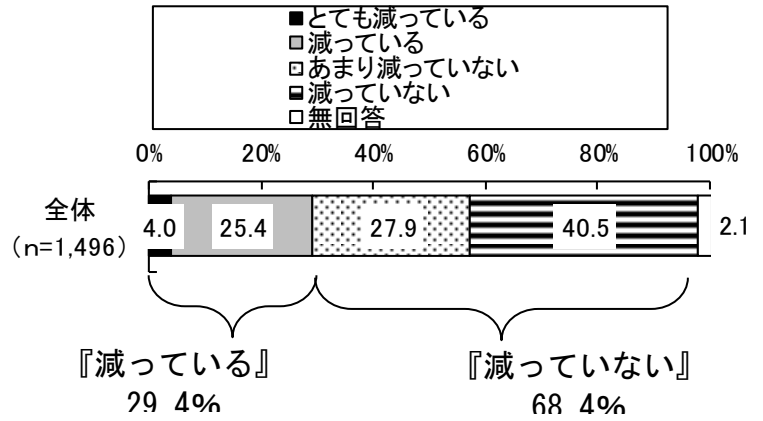 ■とても減っている
■減っている
あまり減っていない
減っていない
□無回答
0% 20% 40% 60% 80% 100%
全体
(n=1,496)
4.0 25.4 27.9 40.5 2.1
『減っている』 『減っていない』
29.4% 68.4%